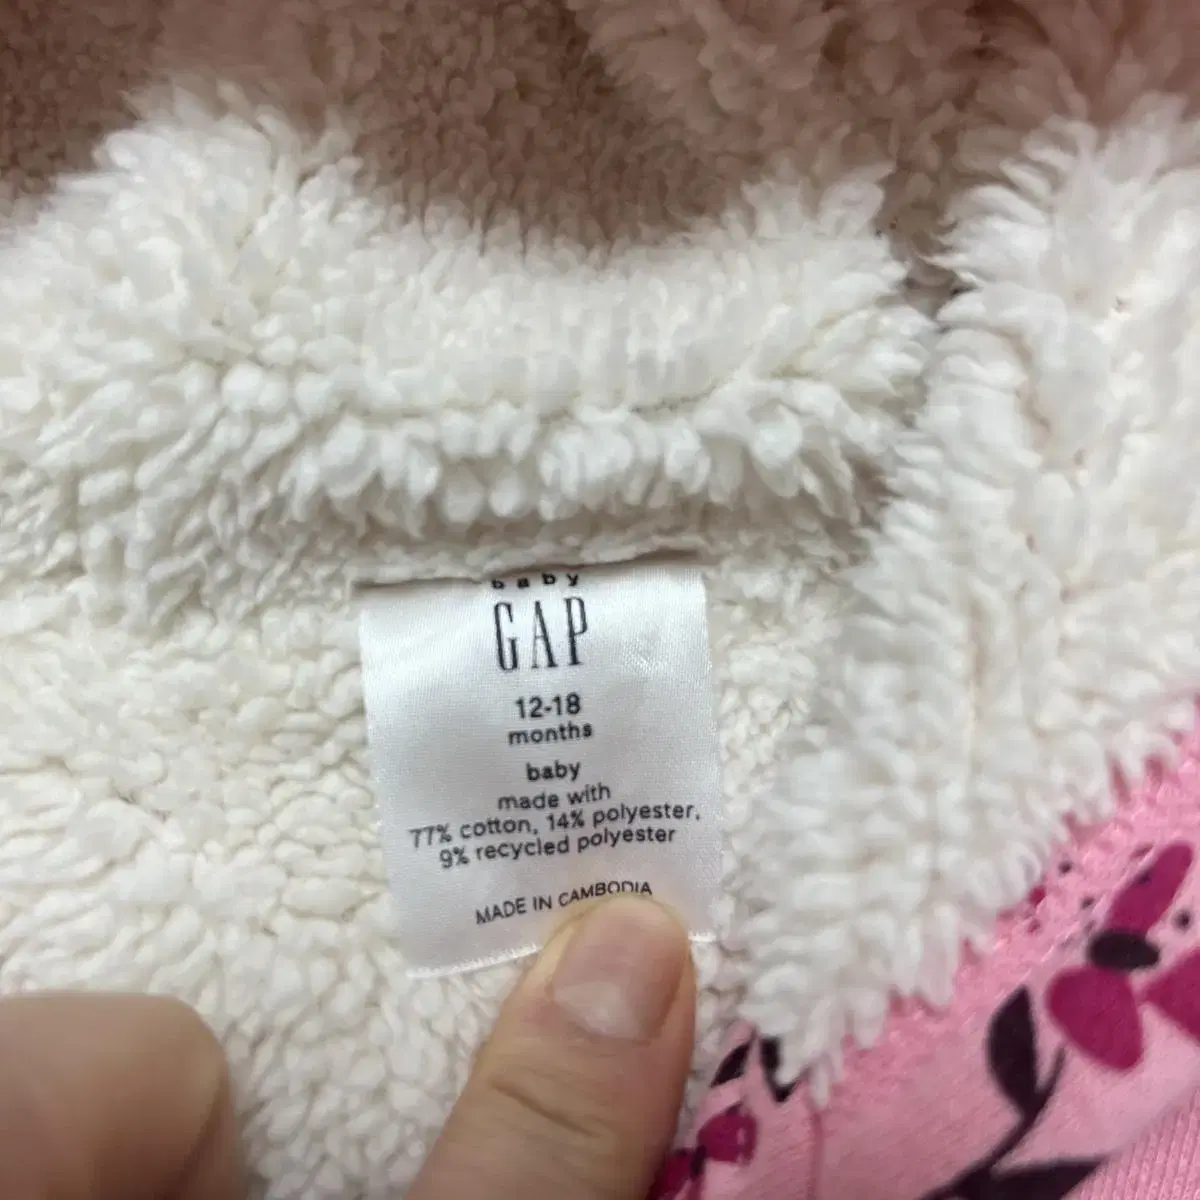 baby
GAP
12-18
months
baby
made with
77% cotton, 14% polyester,
9% recycled polyester
MADE IN CAMBODIA